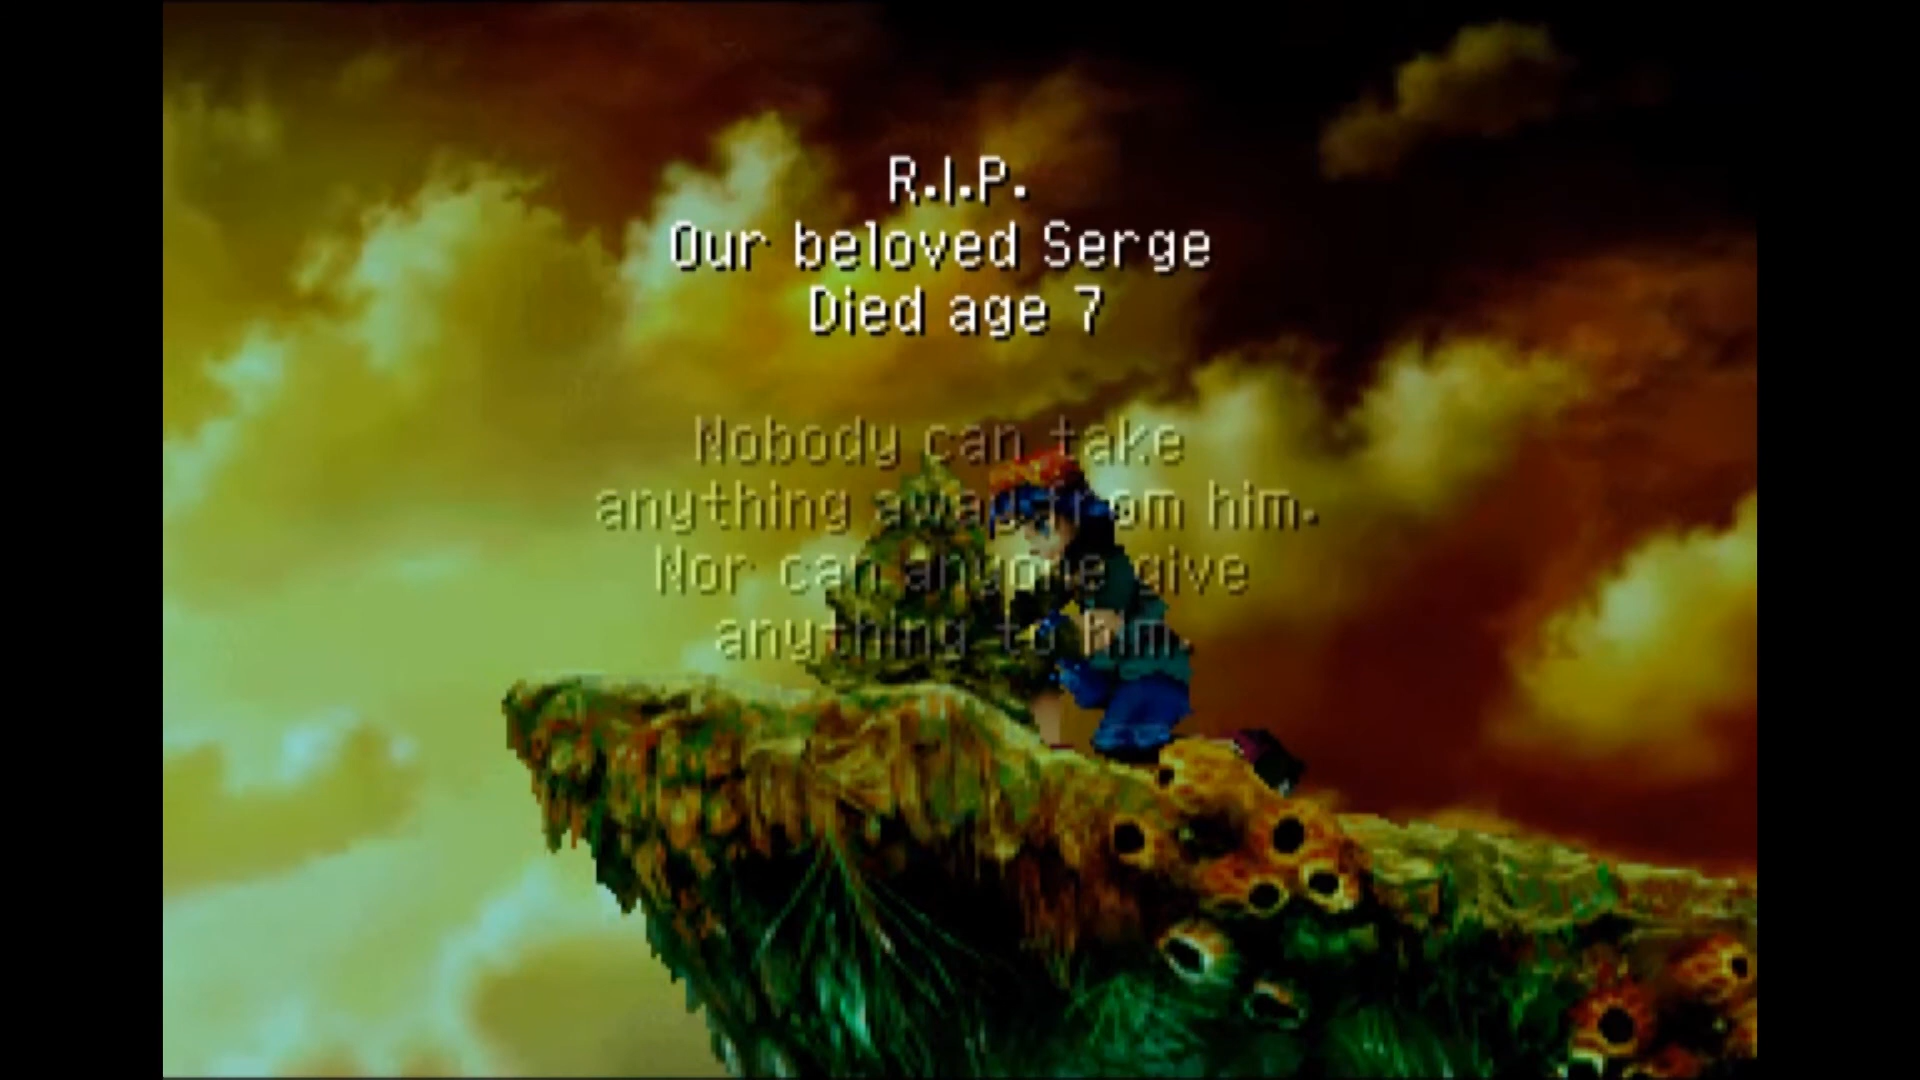 R.I.P.
Our beloved Serge
Died age 7
Nobody can take
anything away from him.
Nor can anyone give
anything to him.